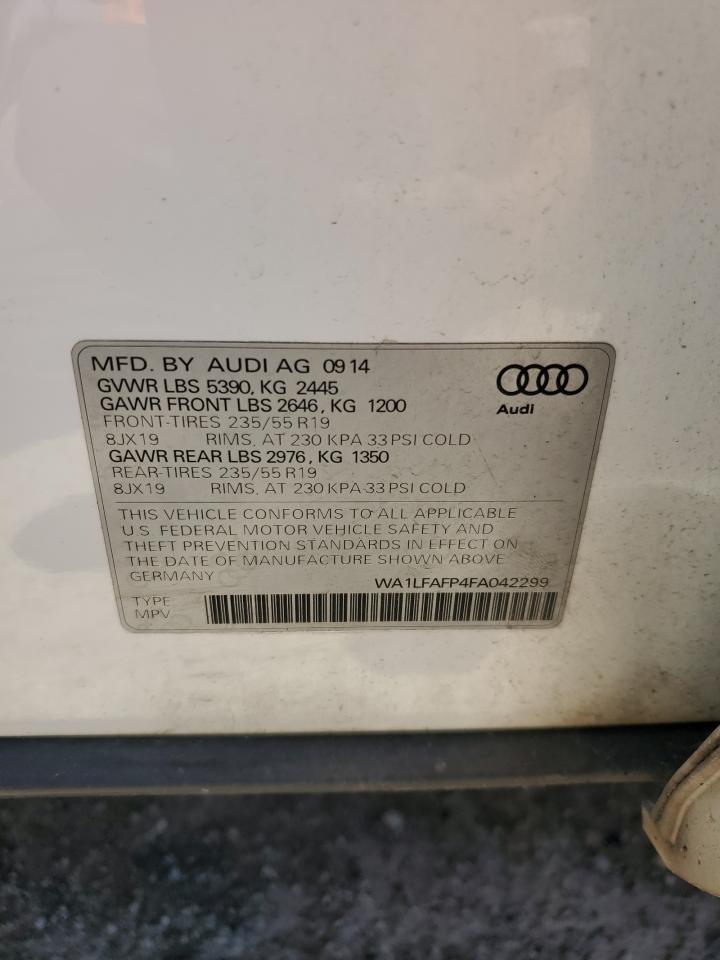 MFD. BY AUDI AG 09 14
GVWR LBS 5390, KG 2445
GAWR FRONT LBS 2646, KG 1200
FRONT-TIRES 235/55 R19
8JX19 RIMS, AT 230 KPA 33 PSI COLD
GAWR REAR LBS 2976, KG 1350
REAR-TIRES 235/55 R19
8JX19 RIMS, AT 230 KPA 33 PSI COLD
Audi
THIS VEHICLE CONFORMS TO ALL APPLICABLE
U.S. FEDERAL MOTOR VEHICLE SAFETY AND
THEFT PREVENTION STANDARDS IN EFFECT ON
THE DATE OF MANUFACTURE SHOWN ABOVE
GERMANY WA1LFAFP4FA042299
TYPE
MPV